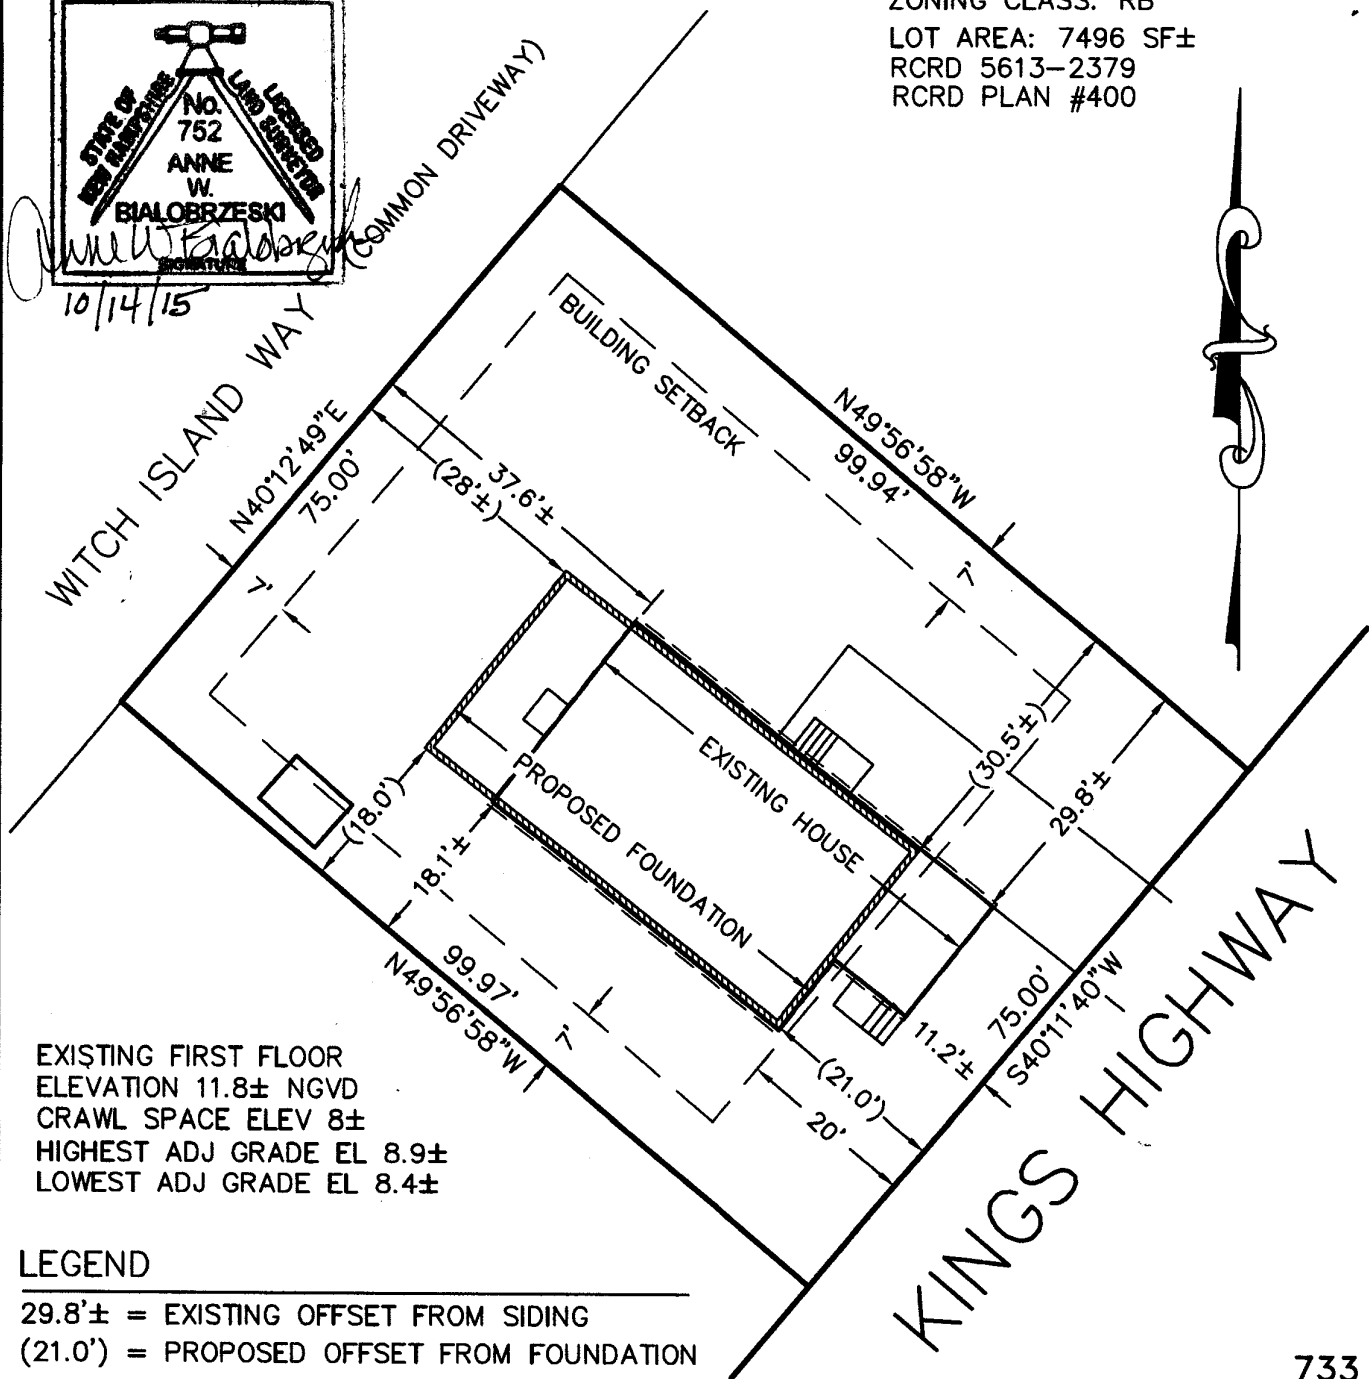 ZONING CLASS: RB
LOT AREA: 7496 SF±
RCRD 5613-2379
RCRD PLAN #400
STATE OF
NEW HAMPSHIRE
LICENSED
LAND SURVEYOR
No.
752
ANNE
W.
BIALOBRZESKI
Anne W Bialobrzeski
SIGNATURE
10/14/15
WITCH ISLAND WAY (COMMON DRIVEWAY)
N40°12'49"E
75.00'
BUILDING SETBACK
N49°56'58"W
99.94'
37.6'±
(28'±)
7'
7'
EXISTING HOUSE
PROPOSED FOUNDATION
(30.5'±)
29.8'±
(18.0')
18.1'±
99.97'
N49°56'58"W
7'
11.2'±
75.00'
S40°11'40"W
(21.0')
20'
KINGS HIGHWAY
EXISTING FIRST FLOOR
ELEVATION 11.8± NGVD
CRAWL SPACE ELEV 8±
HIGHEST ADJ GRADE EL 8.9±
LOWEST ADJ GRADE EL 8.4±
LEGEND
29.8'± = EXISTING OFFSET FROM SIDING
(21.0') = PROPOSED OFFSET FROM FOUNDATION
733